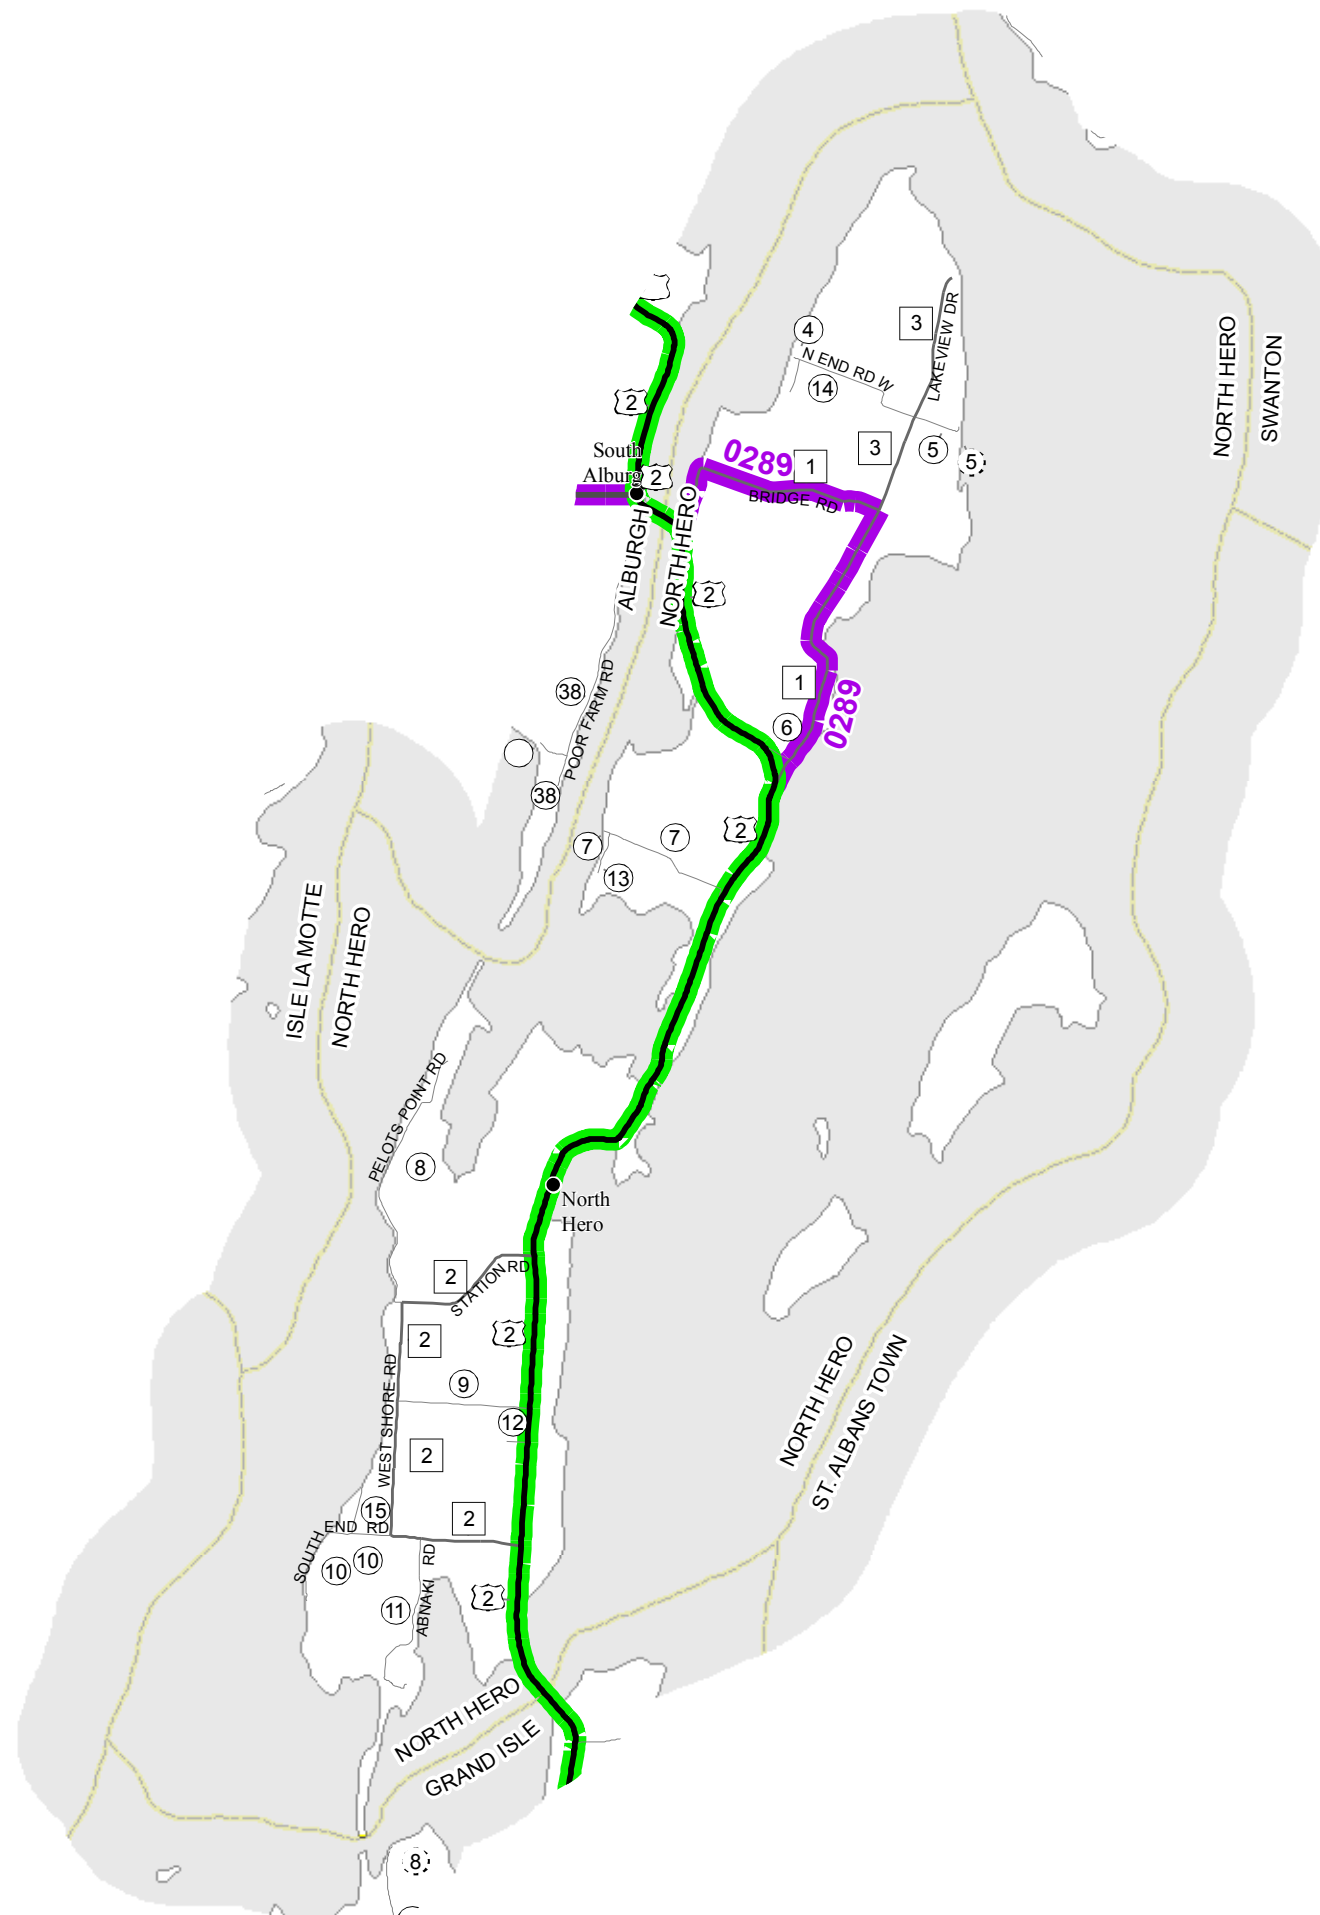 3
4
N END RD W
LAKEVIEW DR
14
NORTH HERO
SWANTON
2
South
Alburg
2
0289
1
3
5
5
BRIDGE RD
ALBURGH
NORTH HERO
2
38
POOR FARM RD
1
0289
6
38
7
7
2
13
ISLE LA MOTTE
NORTH HERO
PELOTS POINT RD
8
North
Hero
2
STATION RD
2
2
WEST SHORE RD
9
12
2
NORTH HERO
ST. ALBANS TOWN
15
2
SOUTH END RD
10
10
11
ABNAKI RD
2
NORTH HERO
GRAND ISLE
8